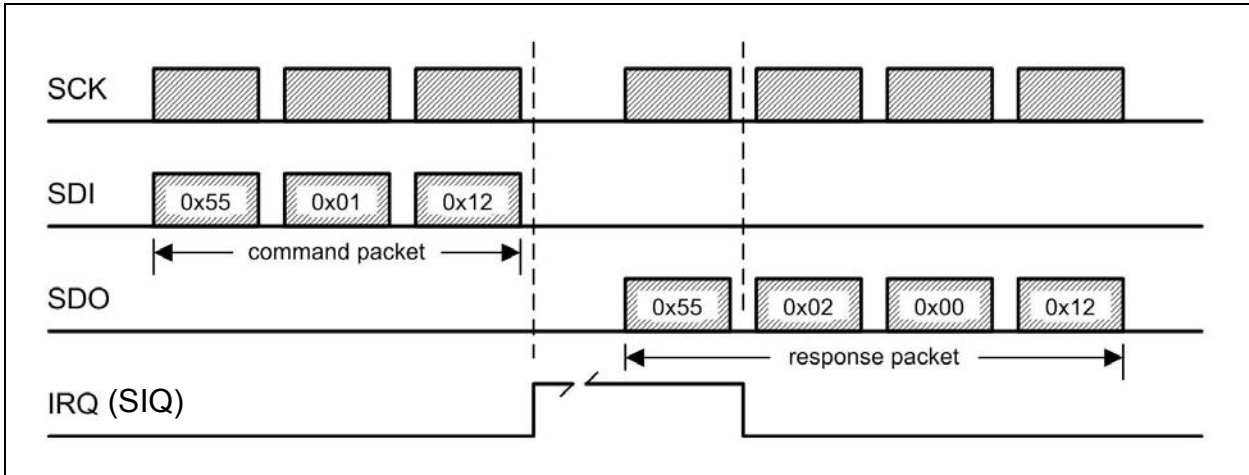 SCK
SDI
0x55 0x01 0x12
command packet
SDO
0x55 0x02 0x00 0x12
response packet
IRQ (SIQ)